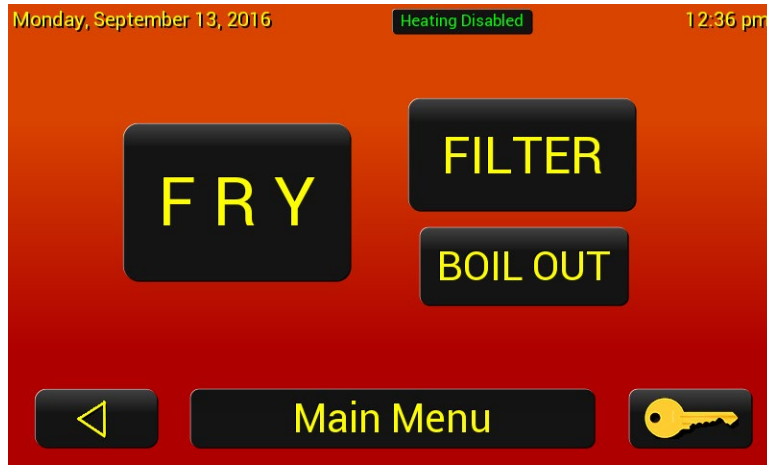 Monday, September 13, 2016
Heating Disabled
12:36 pm
F R Y
FILTER
BOIL OUT
Main Menu